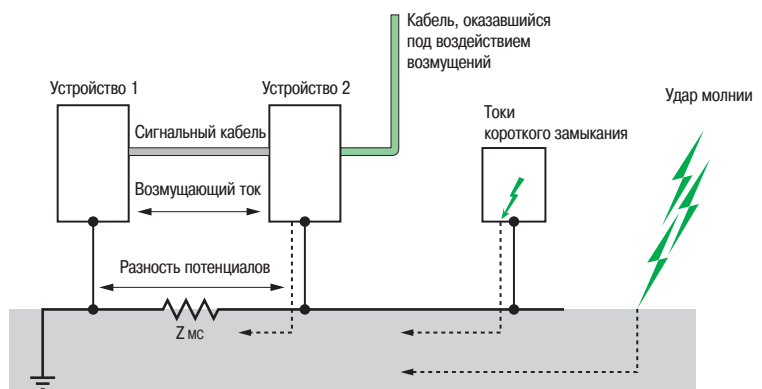 Кабель, оказавшийся
под воздействием
возмущений
Устройство 1
Устройство 2
Удар молнии
Токи
короткого замыкания
Сигнальный кабель
Возмущающий ток
Разность потенциалов
Z МС